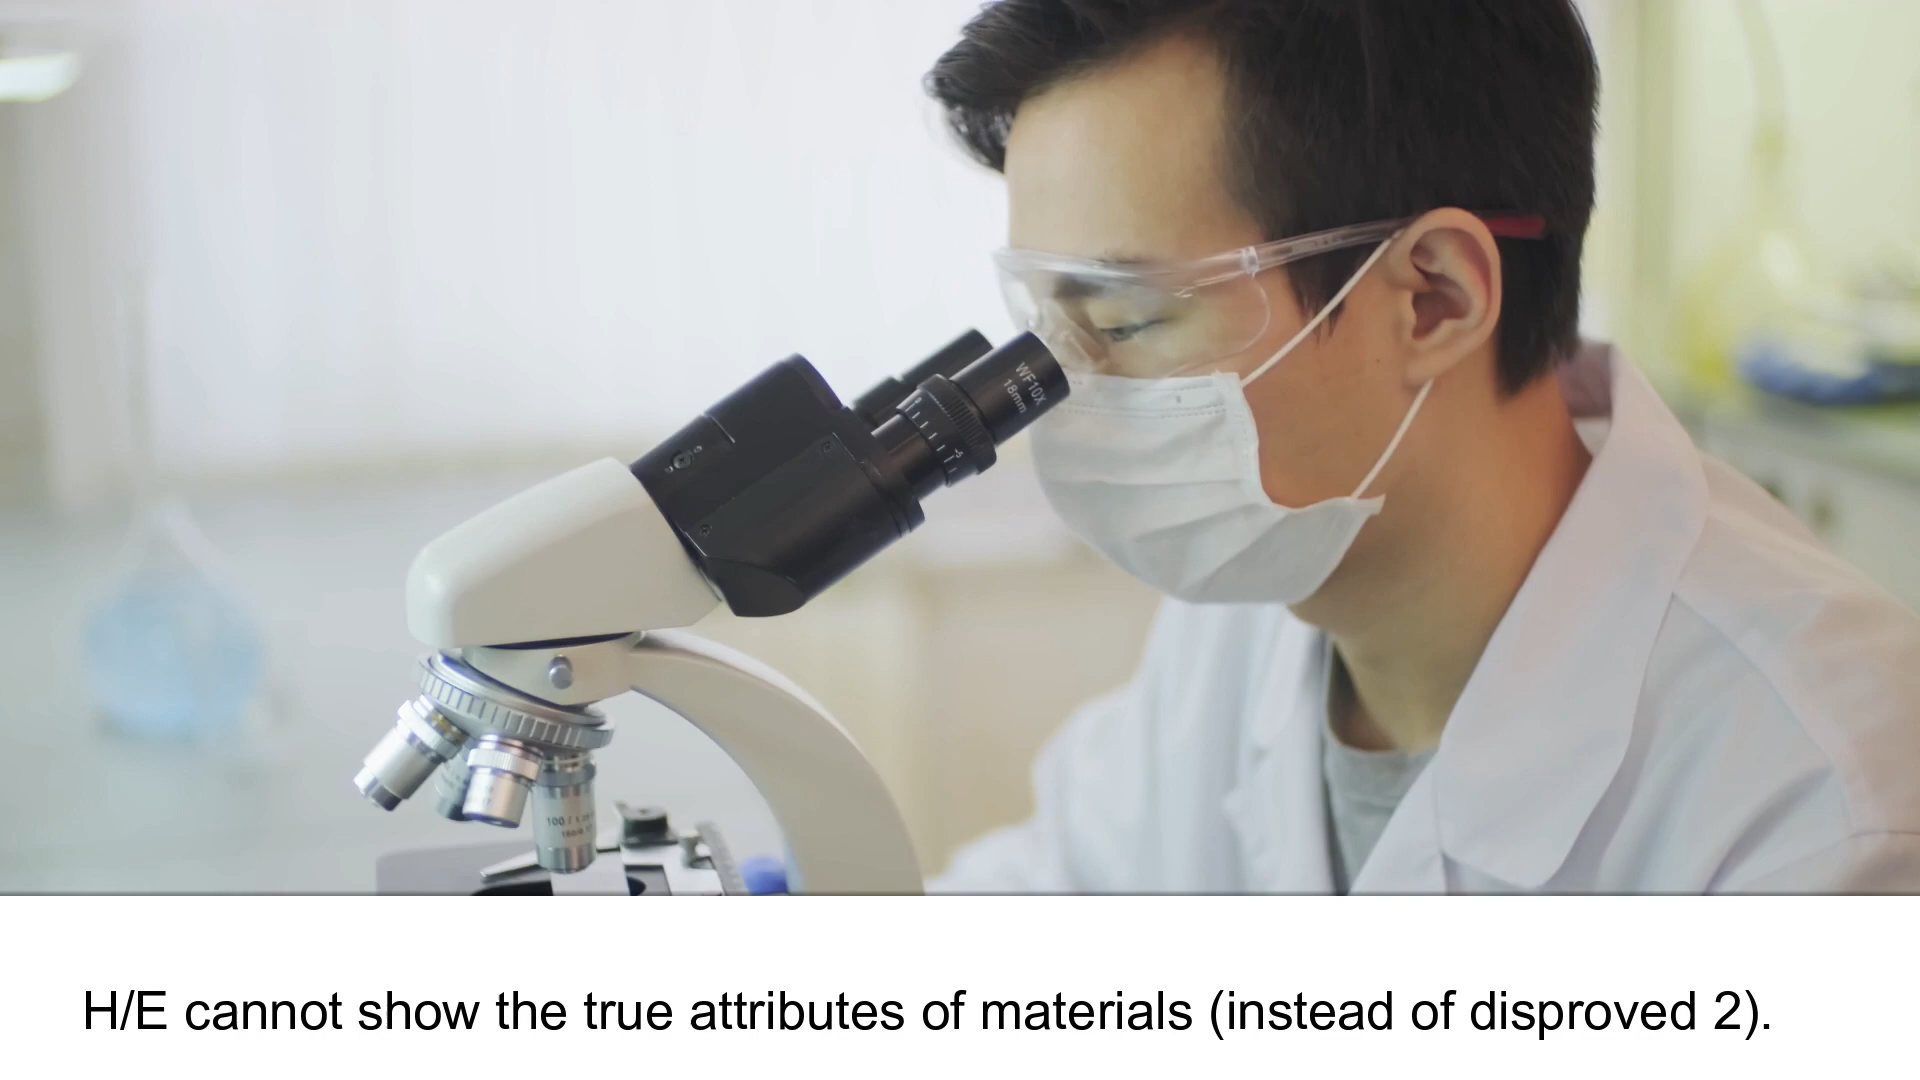 WF10X
18mm
H/E cannot show the true attributes of materials (instead of disproved 2).